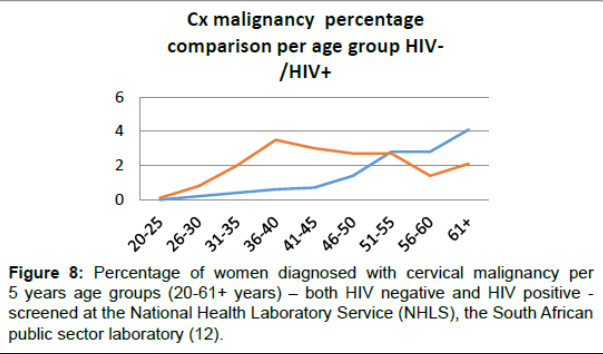 Cx malignancy percentage
comparison per age group HIV-
/HIV+
6
4
2
0
20-25
26-30
31-35
36-40
41-45
46-50
51-55
56-60
61+
Figure 8: Percentage of women diagnosed with cervical malignancy per
5 years age groups (20-61+ years) – both HIV negative and HIV positive -
screened at the National Health Laboratory Service (NHLS), the South African
public sector laboratory (12).